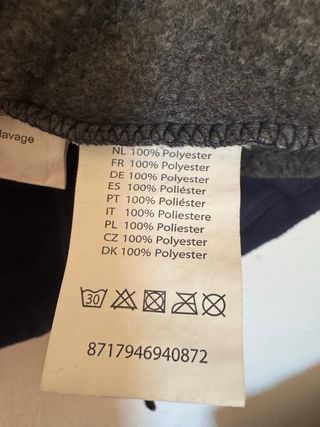 lavage
NL 100% Polyester
FR 100% Polyester
DE 100% Polyester
ES 100% Poliéster
PT 100% Poliéster
IT 100% Poliestere
PL 100% Poliester
CZ 100% Polyester
DK 100% Polyester
30
8717946940872